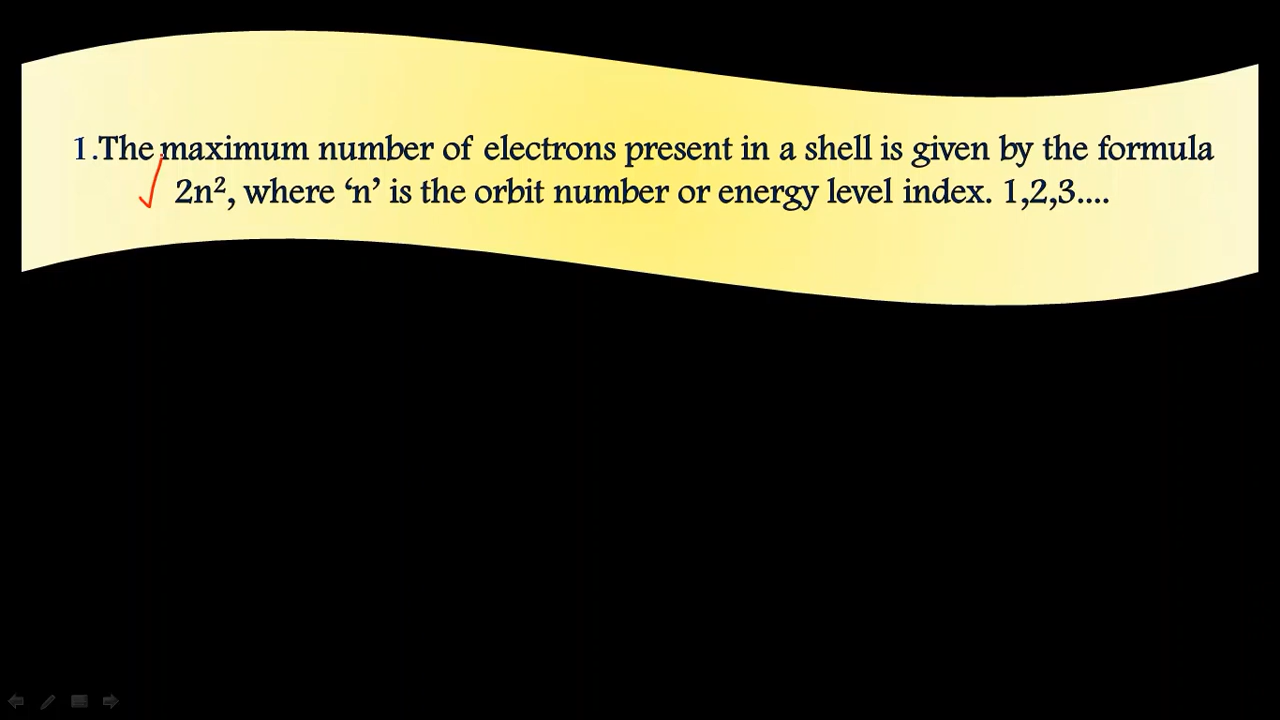 1.The maximum number of electrons present in a shell is given by the formula
2n², where ‘n’ is the orbit number or energy level index. 1,2,3....